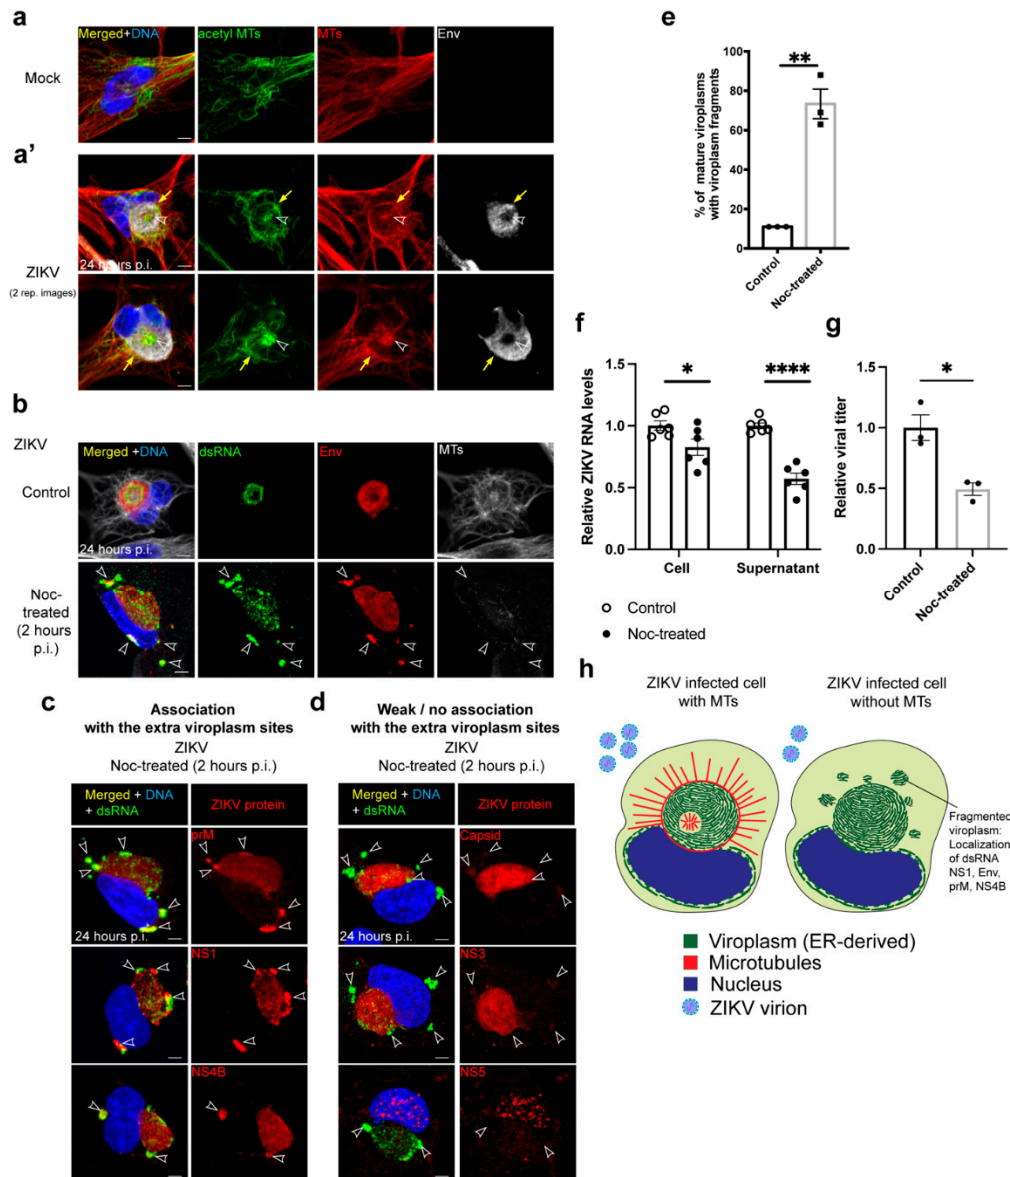 a
Mock
Merged+DNA
acetyl MTs
MTs
Env
a'
ZIKV
(2 rep. images)
24 hours p.i.
b
ZIKV
Control
Merged +DNA
dsRNA
Env
MTs
24 hours p.i.
Noc-
treated
(2 hours
p.i.)
c
Association
with the extra viroplasm sites
ZIKV
Noc-treated (2 hours p.i.)
Merged + DNA
+ dsRNA
ZIKV protein
prM
24 hours p.i.
NS1
NS4B
d
Weak / no association
with the extra viroplasm sites
ZIKV
Noc-treated (2 hours p.i.)
Merged + DNA
+ dsRNA
ZIKV protein
Capsid
24 hours p.i.
NS3
NS5
e
% of mature viroplasms
with viroplasm fragments
100
80
60
40
20
0
**
Control
Noc-treated
f
Relative ZIKV RNA levels
1.5
1.0
0.5
0.0
*
****
Cell
Supernatant
Control
Noc-treated
g
Relative viral titer
1.5
1.0
0.5
0.0
*
Control
Noc-treated
h
ZIKV infected cell
with MTs
ZIKV infected cell
without MTs
Fragmented
viroplasm:
Localization
of dsRNA
NS1, Env,
prM, NS4B
Viroplasm (ER-derived)
Microtubules
Nucleus
ZIKV virion